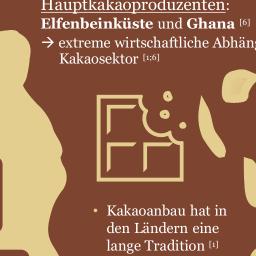 Hauptkakaoproduzenten:
Elfenbeinküste und Ghana [6]
→ extreme wirtschaftliche Abhäng
Kakaosektor [1;6]
• Kakaoanbau hat in
den Ländern eine
lange Tradition [1]